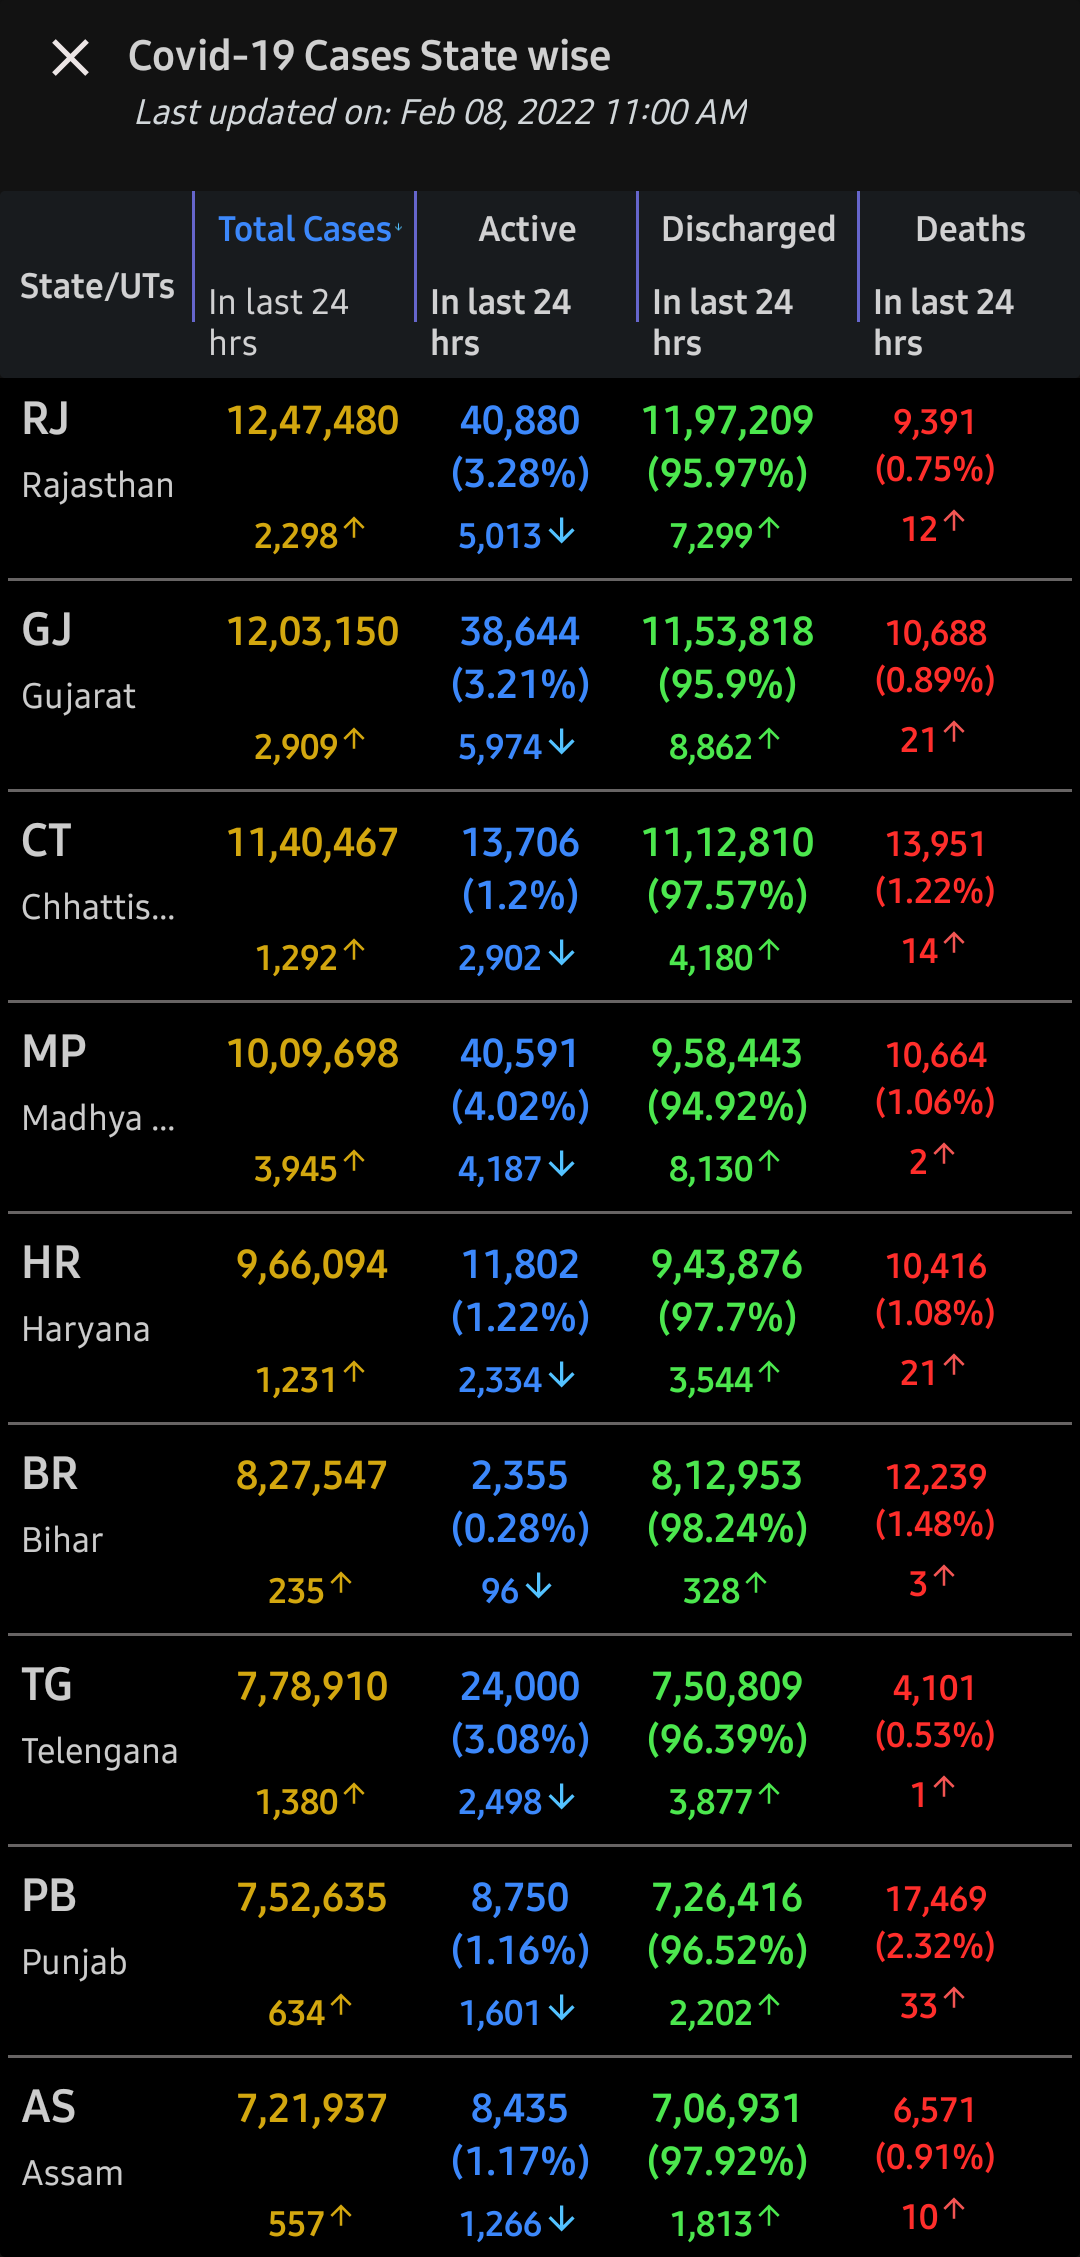 Covid-19 Cases State wise
Last updated on: Feb 08, 2022 11:00 AM
State/UTs
Total Cases↓ Active Discharged Deaths
In last 24 hrs In last 24 hrs In last 24 hrs In last 24 hrs
RJ 12,47,480 40,880 11,97,209 9,391
(3.28%) (95.97%) (0.75%)
Rajasthan
2,298↑ 5,013↓ 7,299↑ 12↑
GJ 12,03,150 38,644 11,53,818 10,688
(3.21%) (95.9%) (0.89%)
Gujarat
2,909↑ 5,974↓ 8,862↑ 21↑
CT 11,40,467 13,706 11,12,810 13,951
(1.2%) (97.57%) (1.22%)
Chhattis...
1,292↑ 2,902↓ 4,180↑ 14↑
MP 10,09,698 40,591 9,58,443 10,664
(4.02%) (94.92%) (1.06%)
Madhya ...
3,945↑ 4,187↓ 8,130↑ 2↑
HR 9,66,094 11,802 9,43,876 10,416
(1.22%) (97.7%) (1.08%)
Haryana
1,231↑ 2,334↓ 3,544↑ 21↑
BR 8,27,547 2,355 8,12,953 12,239
(0.28%) (98.24%) (1.48%)
Bihar
235↑ 96↓ 328↑ 3↑
TG 7,78,910 24,000 7,50,809 4,101
(3.08%) (96.39%) (0.53%)
Telengana
1,380↑ 2,498↓ 3,877↑ 1↑
PB 7,52,635 8,750 7,26,416 17,469
(1.16%) (96.52%) (2.32%)
Punjab
634↑ 1,601↓ 2,202↑ 33↑
AS 7,21,937 8,435 7,06,931 6,571
(1.17%) (97.92%) (0.91%)
Assam
557↑ 1,266↓ 1,813↑ 10↑